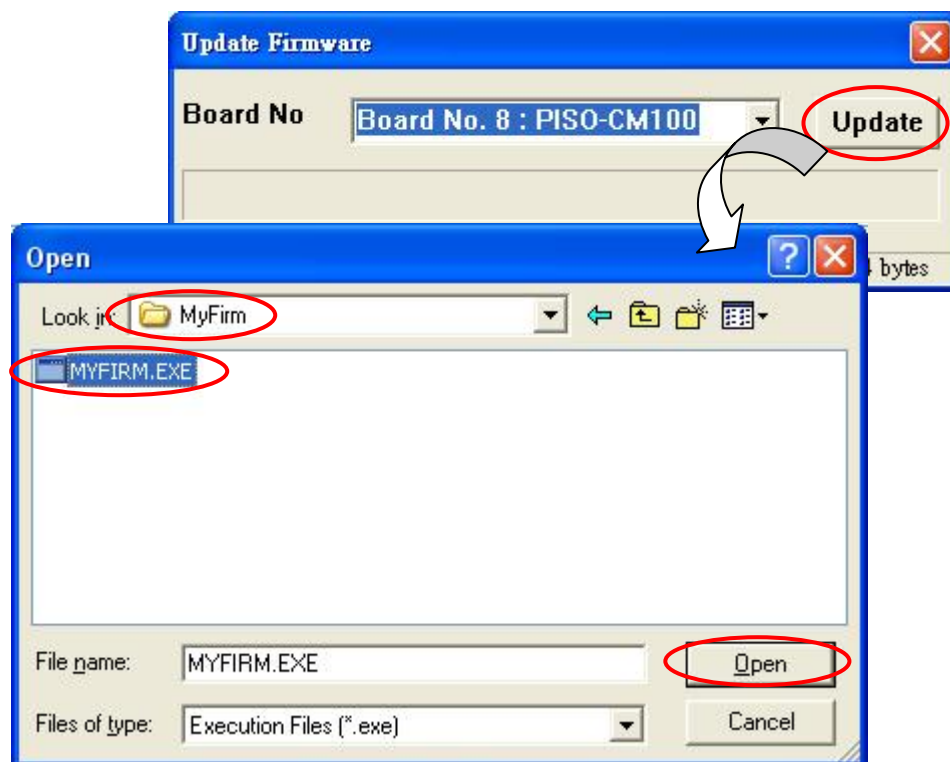 Update Firmware
Board No
Board No. 8 : PISO-CM100
Update
bytes
Open
Look in:
MyFirm
MYFIRM.EXE
File name:
MYFIRM.EXE
Open
Files of type:
Execution Files (*.exe)
Cancel